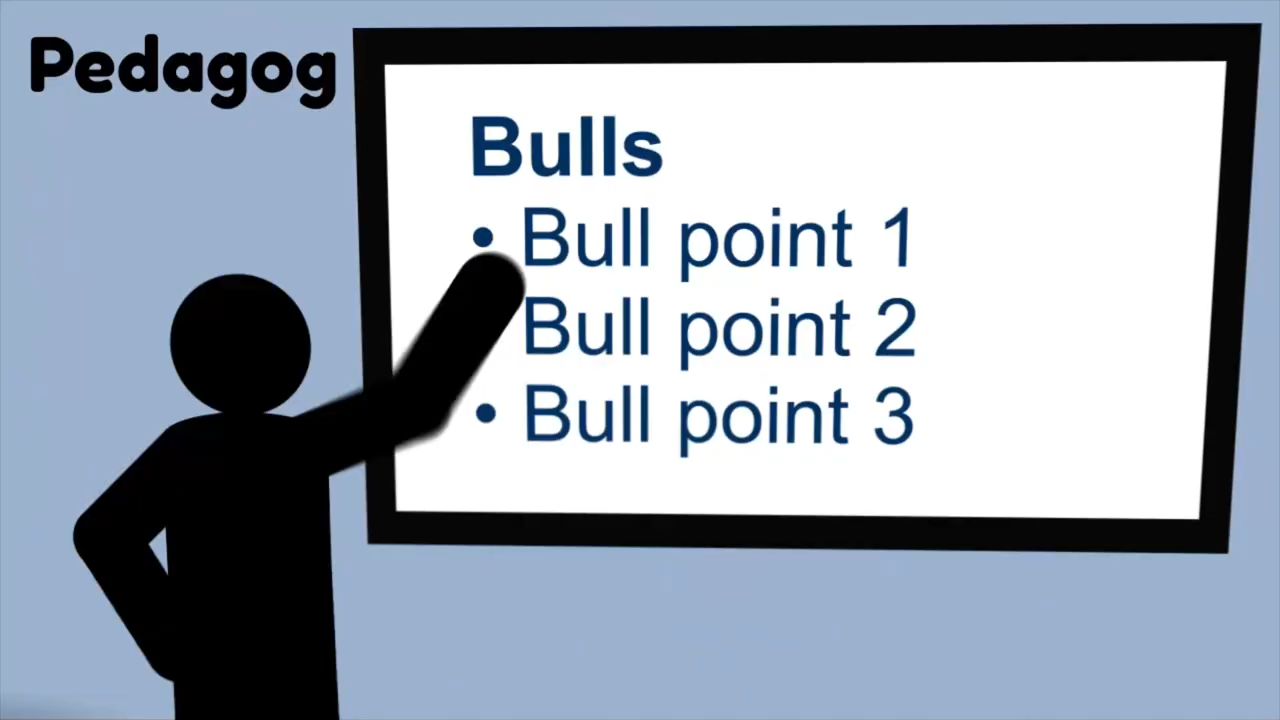 Pedagog
Bulls
• Bull point 1
Bull point 2
• Bull point 3